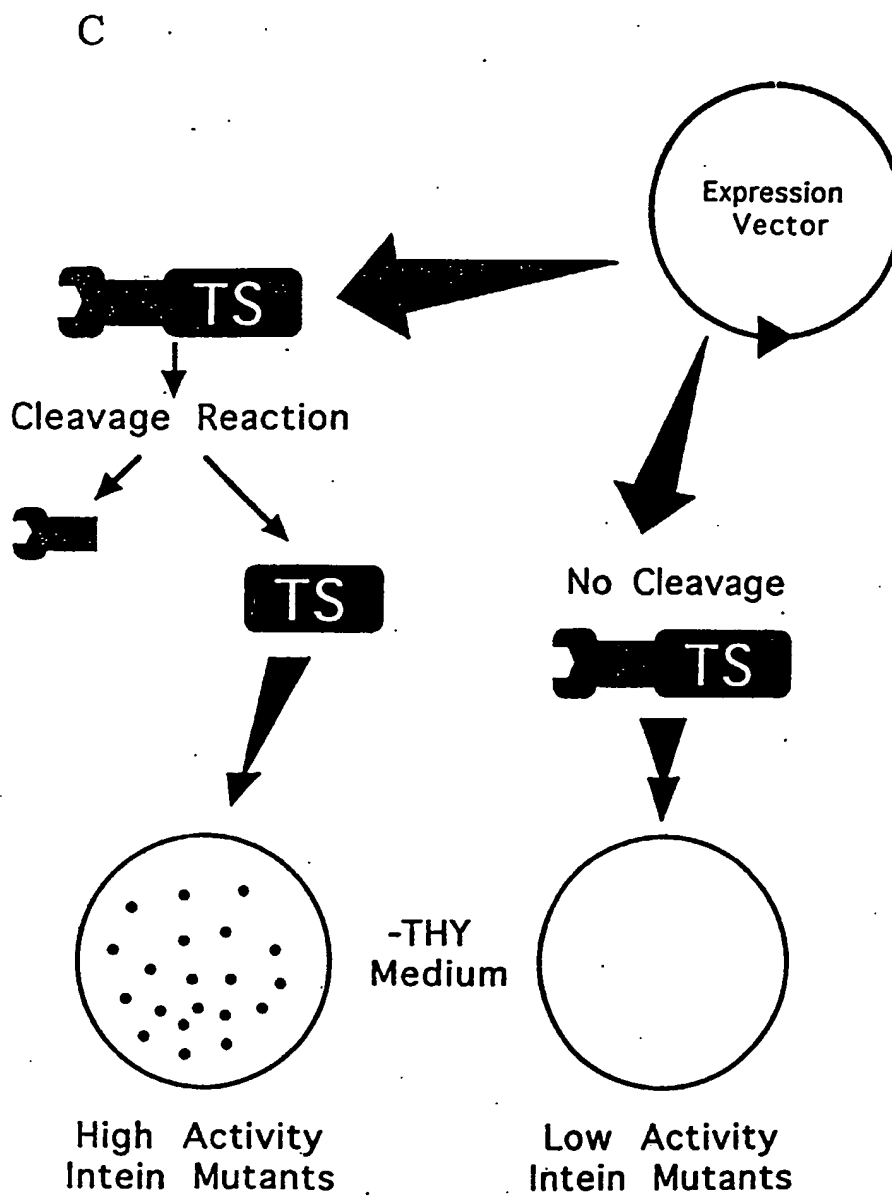 C
Expression
Vector
TS
Cleavage Reaction
TS
No Cleavage
TS
-THY
Medium
High Activity
Intein Mutants
Low Activity
Intein Mutants